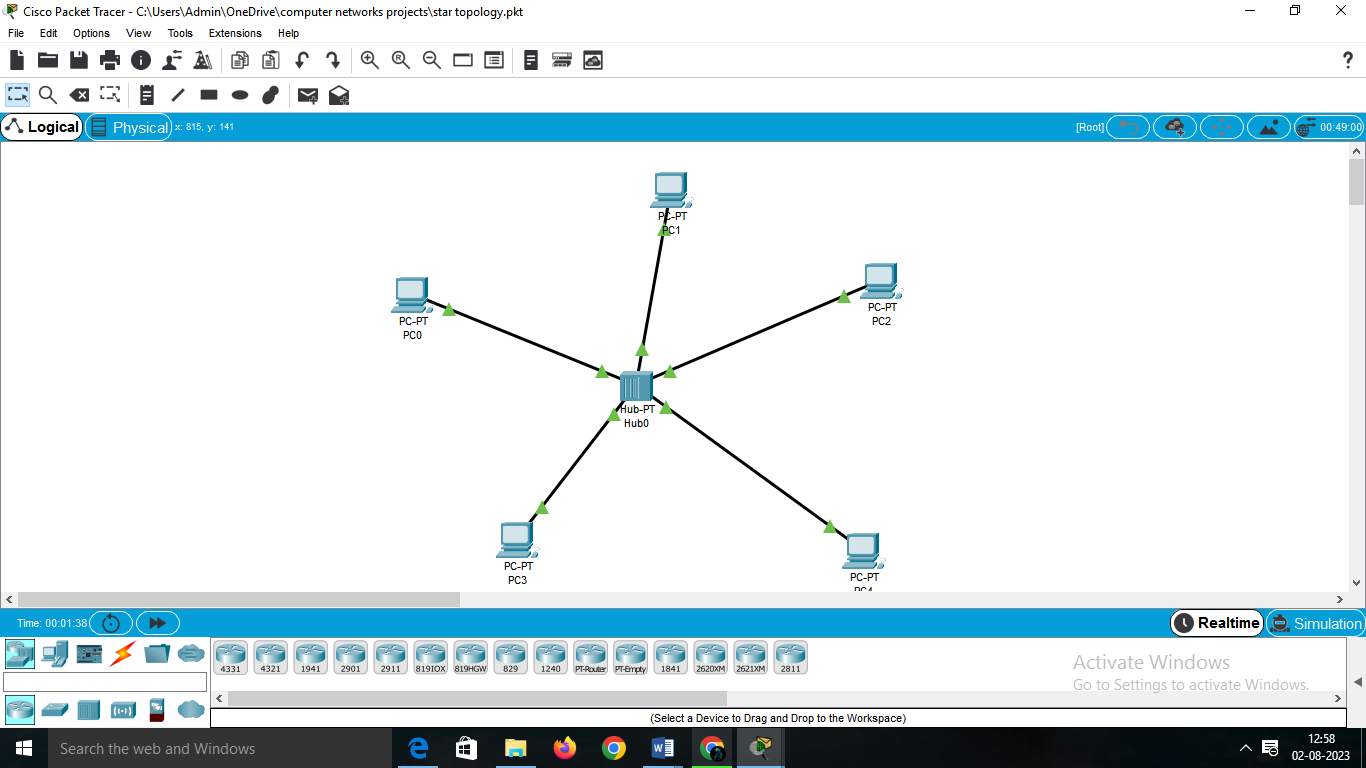 Cisco Packet Tracer - C:\Users\Admin\OneDrive\computer networks projects\star topology.pkt
File Edit Options View Tools Extensions Help
Logical Physical x: 815, y: 141 [Root] 00:49:00
PC-PT
PC1
PC-PT
PC2
PC-PT
PC0
Hub-PT
Hub0
PC-PT
PC3
PC-PT
PC4
Time: 00:01:38 Realtime Simulation
4331 4321 1941 2901 2911 819IOX 819HGW 829 1240 PT-Router PT-Empty 1841 2620XM 2621XM 2811
Activate Windows
Go to Settings to activate Windows.
(Select a Device to Drag and Drop to the Workspace)
Search the web and Windows
12:58
02-08-2023